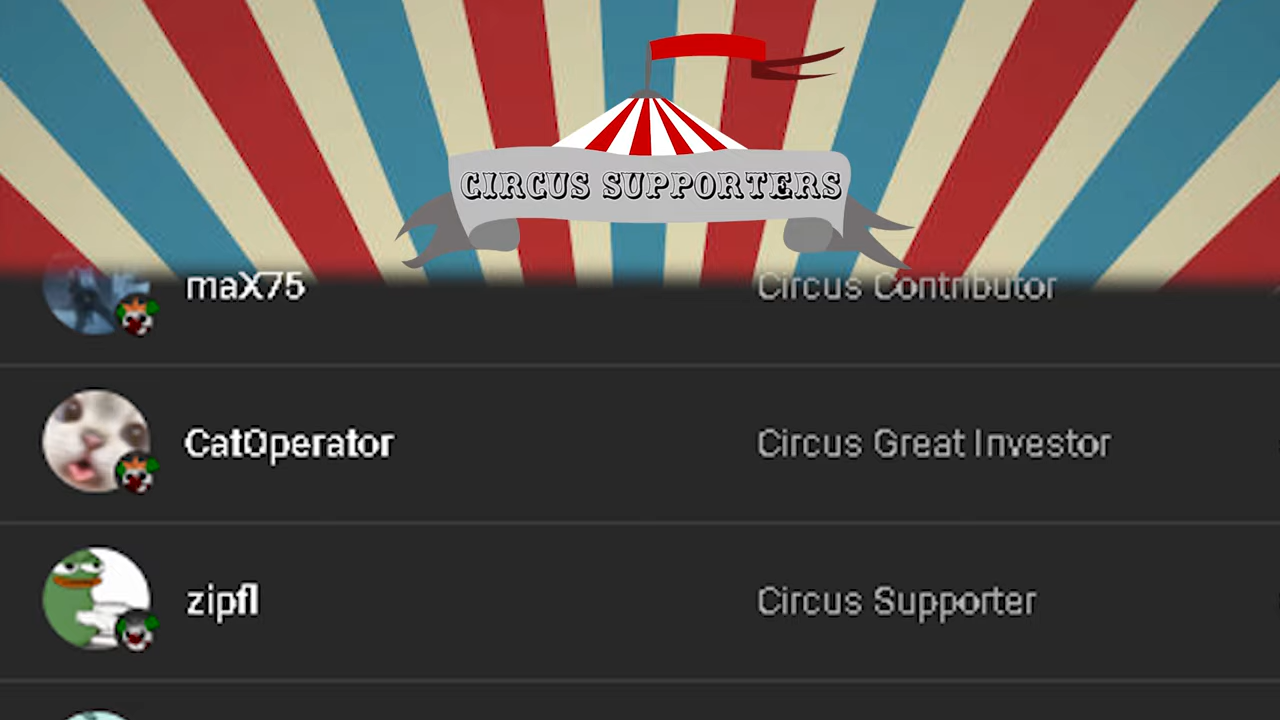 CIRCUS SUPPORTERS
maX75 Circus Contributor
CatOperator Circus Great Investor
zipfl Circus Supporter